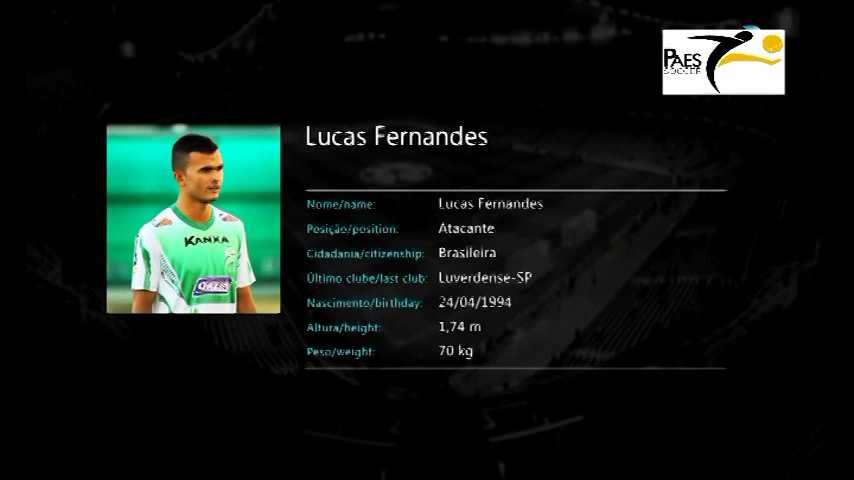 PAES
SOCCER
Lucas Fernandes
Nome/name: Lucas Fernandes
Posição/position: Atacante
Cidadania/citizenship: Brasileira
Último clube/last club: Luverdense-SP
Nascimento/birthday: 24/04/1994
Altura/height: 1,74 m
Peso/weight: 70 kg
KANXA